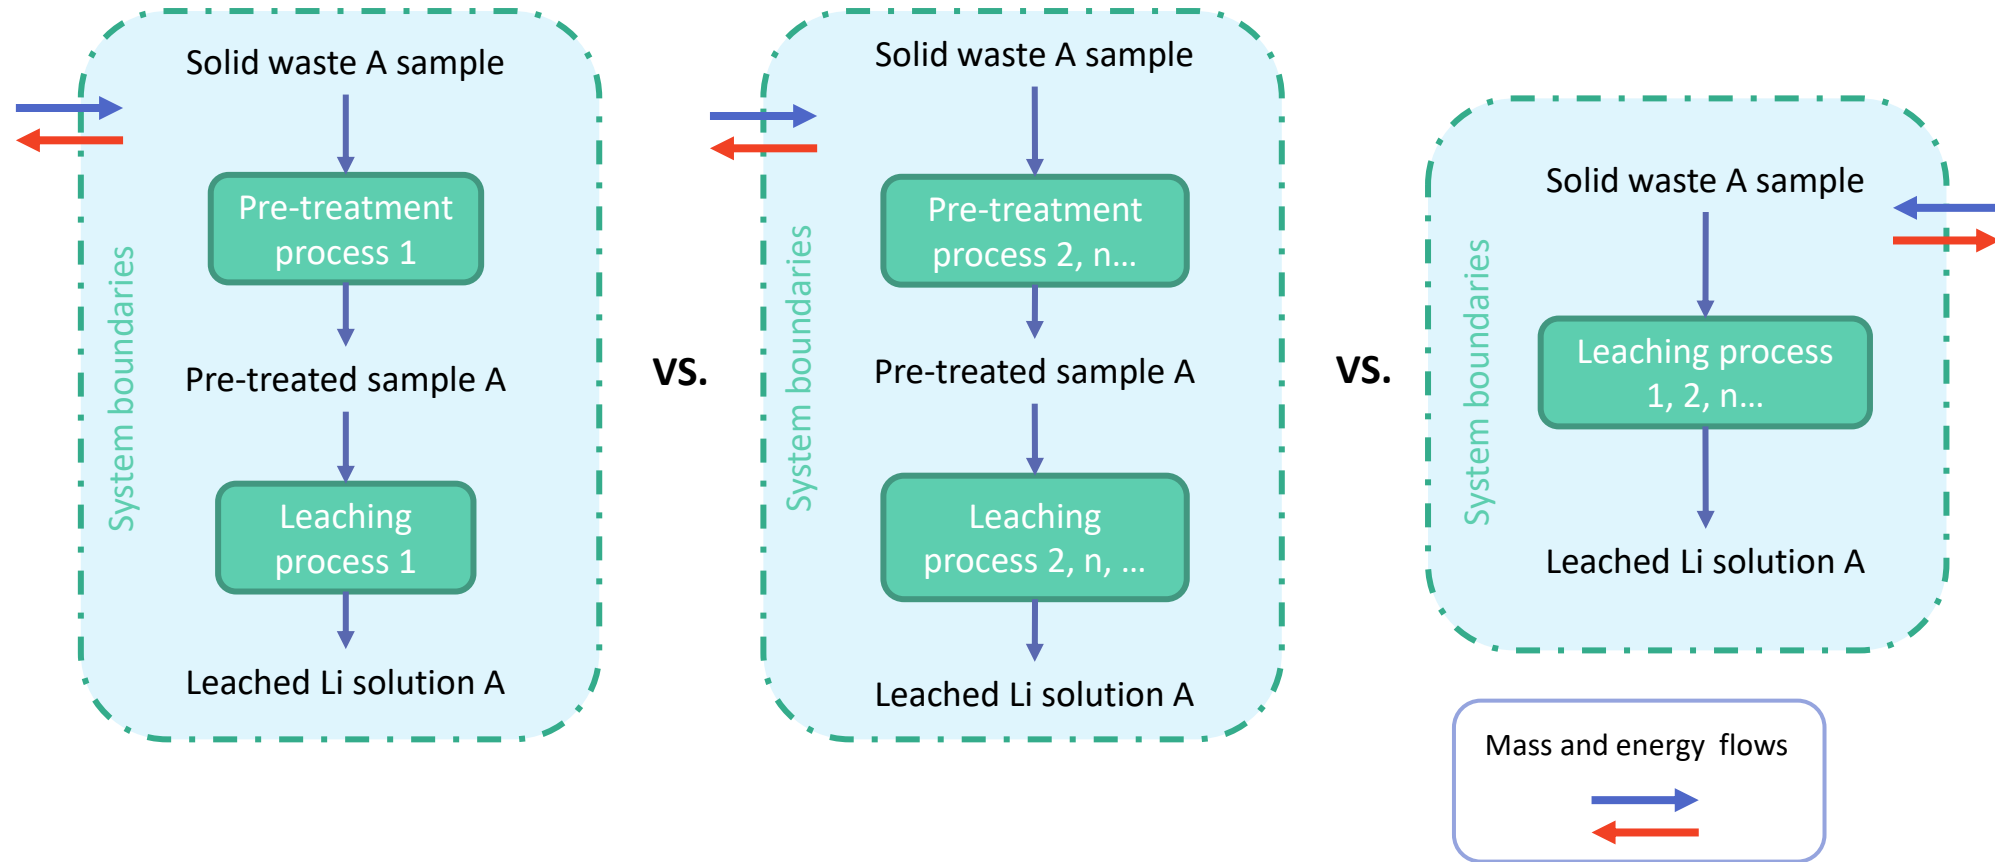 Solid waste A sample
Pre-treatment
process 1
Pre-treated sample A
Leaching
process 1
Leached Li solution A
System boundaries
VS.
Solid waste A sample
Pre-treatment
process 2, n...
Pre-treated sample A
Leaching
process 2, n, ...
Leached Li solution A
System boundaries
VS.
Solid waste A sample
Leaching process
1, 2, n...
Leached Li solution A
System boundaries
Mass and energy flows